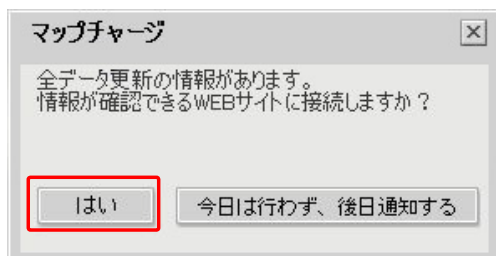 マップチャージ
全データ更新の情報があります。
情報が確認できるWEBサイトに接続しますか？
はい
今日は行わず、後日通知する